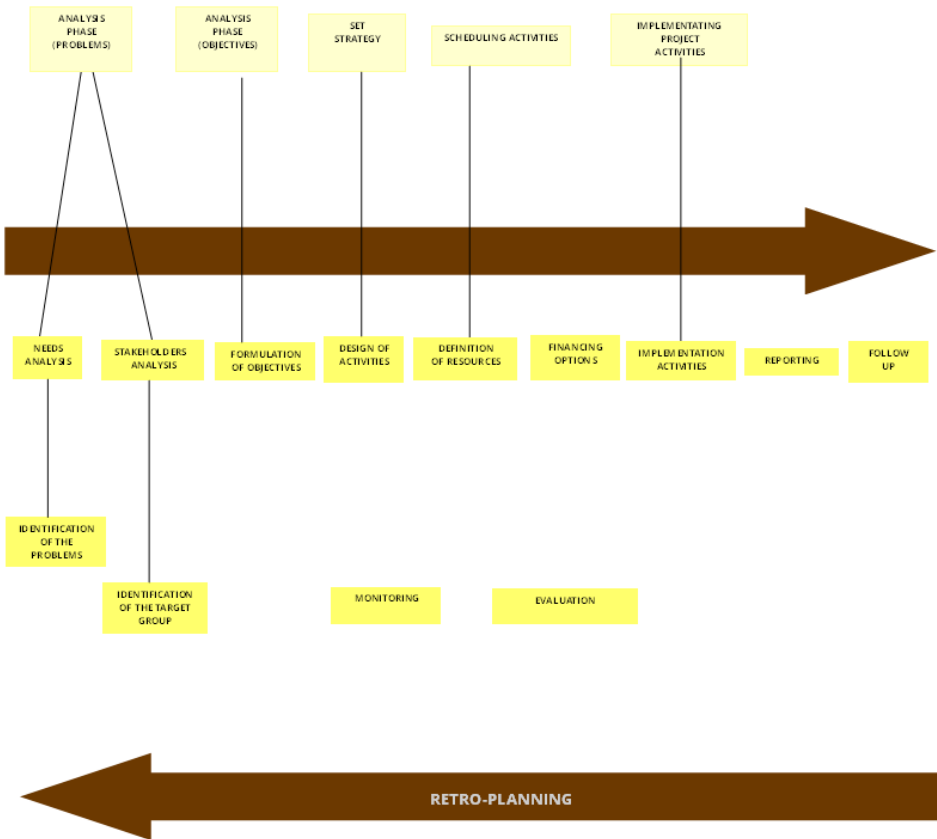 ANALYSIS
PHASE
(PROBLEMS)
ANALYSIS
PHASE
(OBJECTIVES)
SET
STRATEGY
SCHEDULING ACTIVITIES
IMPLEMENTATING
PROJECT
ACTIVITIES
NEEDS
ANALYSIS
STAKEHOLDERS
ANALYSIS
FORMULATION
OF OBJECTIVES
DESIGN OF
ACTIVITIES
DEFINITION
OF RESOURCES
FINANCING
OPTIONS
IMPLEMENTATION
ACTIVITIES
REPORTING
FOLLOW
UP
IDENTIFICATION
OF THE
PROBLEMS
IDENTIFICATION
OF THE TARGET
GROUP
MONITORING
EVALUATION
RETRO-PLANNING